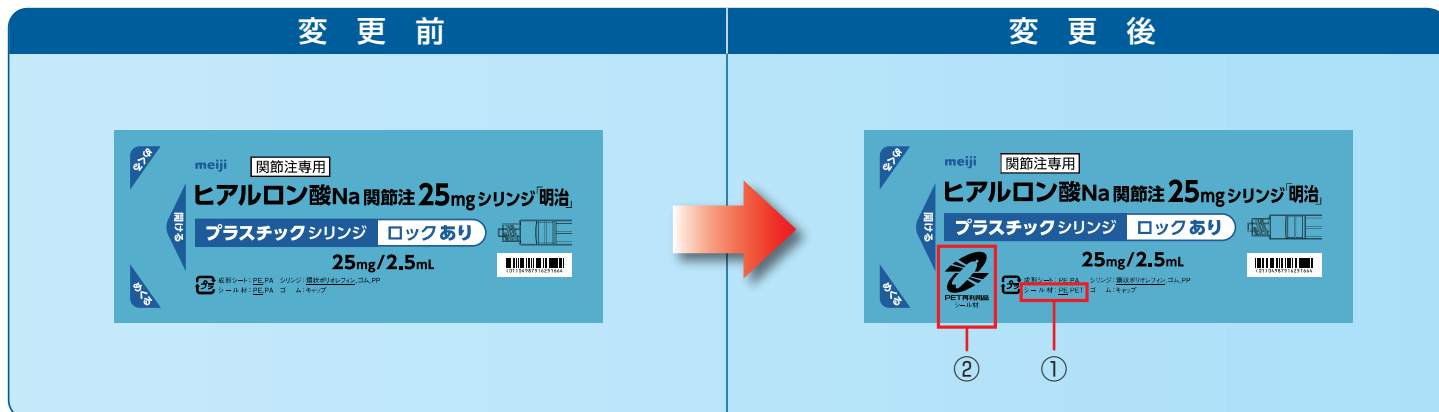 変更前
変更後
めくる
meiji 関節注専用
ヒアルロン酸Na関節注25mgシリンジ「明治」
開ける
プラスチックシリンジ ロックあり
25mg/2.5mL
(01)04987916291664
プラ 成形シート:PE,PA シリンジ:環状ポリオレフィン,ゴム,PP
シール材:PE,PA ゴム:キャップ
めくる
めくる
meiji 関節注専用
ヒアルロン酸Na関節注25mgシリンジ「明治」
開ける
プラスチックシリンジ ロックあり
25mg/2.5mL
(01)04987916291664
プラ 成形シート:PE,PA シリンジ:環状ポリオレフィン,ゴム,PP
シール材:PE,PET ゴム:キャップ
PET再利用品
シール材
②
①